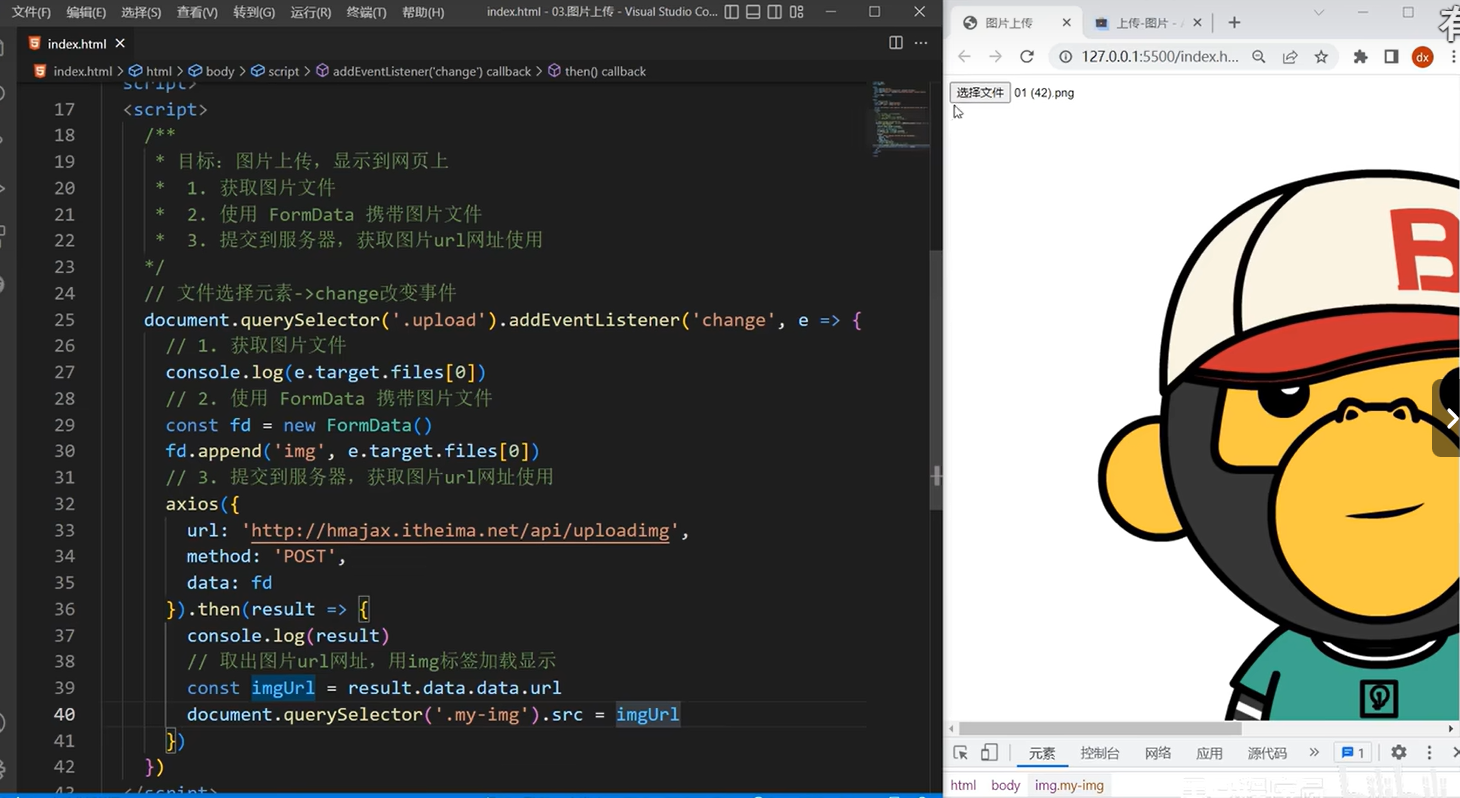 文件(F) 编辑(E) 选择(S) 查看(V) 转到(G) 运行(R) 终端(T) 帮助(H) index.html - 03.图片上传 - Visual Studio Co...
index.html
index.html > html > body > script > addEventListener('change') callback > then() callback
script>
17 <script>
18 /**
19 * 目标：图片上传，显示到网页上
20 * 1. 获取图片文件
21 * 2. 使用 FormData 携带图片文件
22 * 3. 提交到服务器，获取图片url网址使用
23 */
24 // 文件选择元素->change改变事件
25 document.querySelector('.upload').addEventListener('change', e => {
26 // 1. 获取图片文件
27 console.log(e.target.files[0])
28 // 2. 使用 FormData 携带图片文件
29 const fd = new FormData()
30 fd.append('img', e.target.files[0])
31 // 3. 提交到服务器，获取图片url网址使用
32 axios({
33 url: 'http://hmajax.itheima.net/api/uploadimg',
34 method: 'POST',
35 data: fd
36 }).then(result => {
37 console.log(result)
38 // 取出图片url网址，用img标签加载显示
39 const imgUrl = result.data.data.url
40 document.querySelector('.my-img').src = imgUrl
41 })
42 })
43 </script>
图片上传 上传-图片 -
127.0.0.1:5500/index.h... dx
选择文件 01 (42).png
B
元素 控制台 网络 应用 源代码 » 1
html body img.my-img